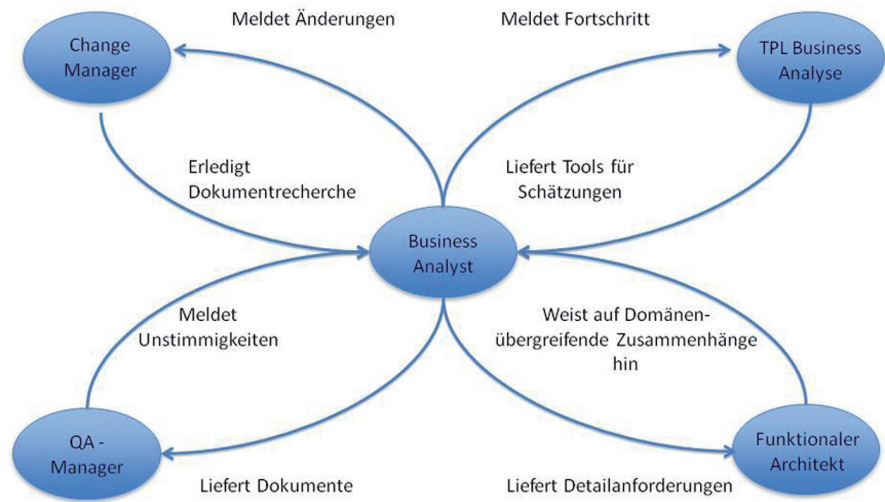 Meldet Änderungen
Meldet Fortschritt
Change
Manager
TPL Business
Analyse
Erledigt
Dokumentrecherche
Liefert Tools für
Schätzungen
Business
Analyst
Meldet
Unstimmigkeiten
Weist auf Domänen-
übergreifende Zusammenhänge
hin
QA -
Manager
Funktionaler
Architekt
Liefert Dokumente
Liefert Detailanforderungen